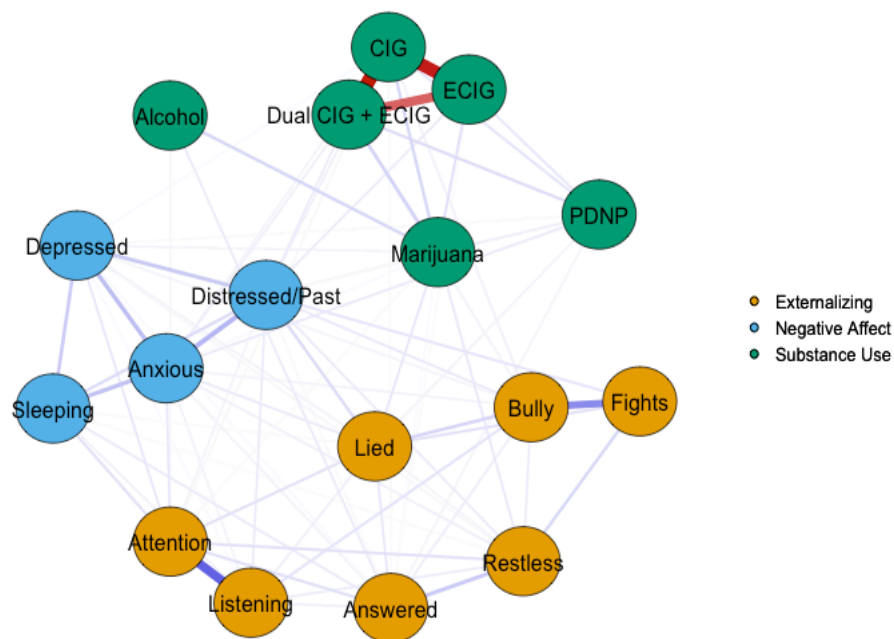 CIG
ECIG
Dual CIG + ECIG
Alcohol
PDNP
Depressed
Marijuana
Distressed/Past
Externalizing
Negative Affect
Substance Use
Anxious
Sleeping
Bully
Fights
Lied
Attention
Restless
Listening
Answered